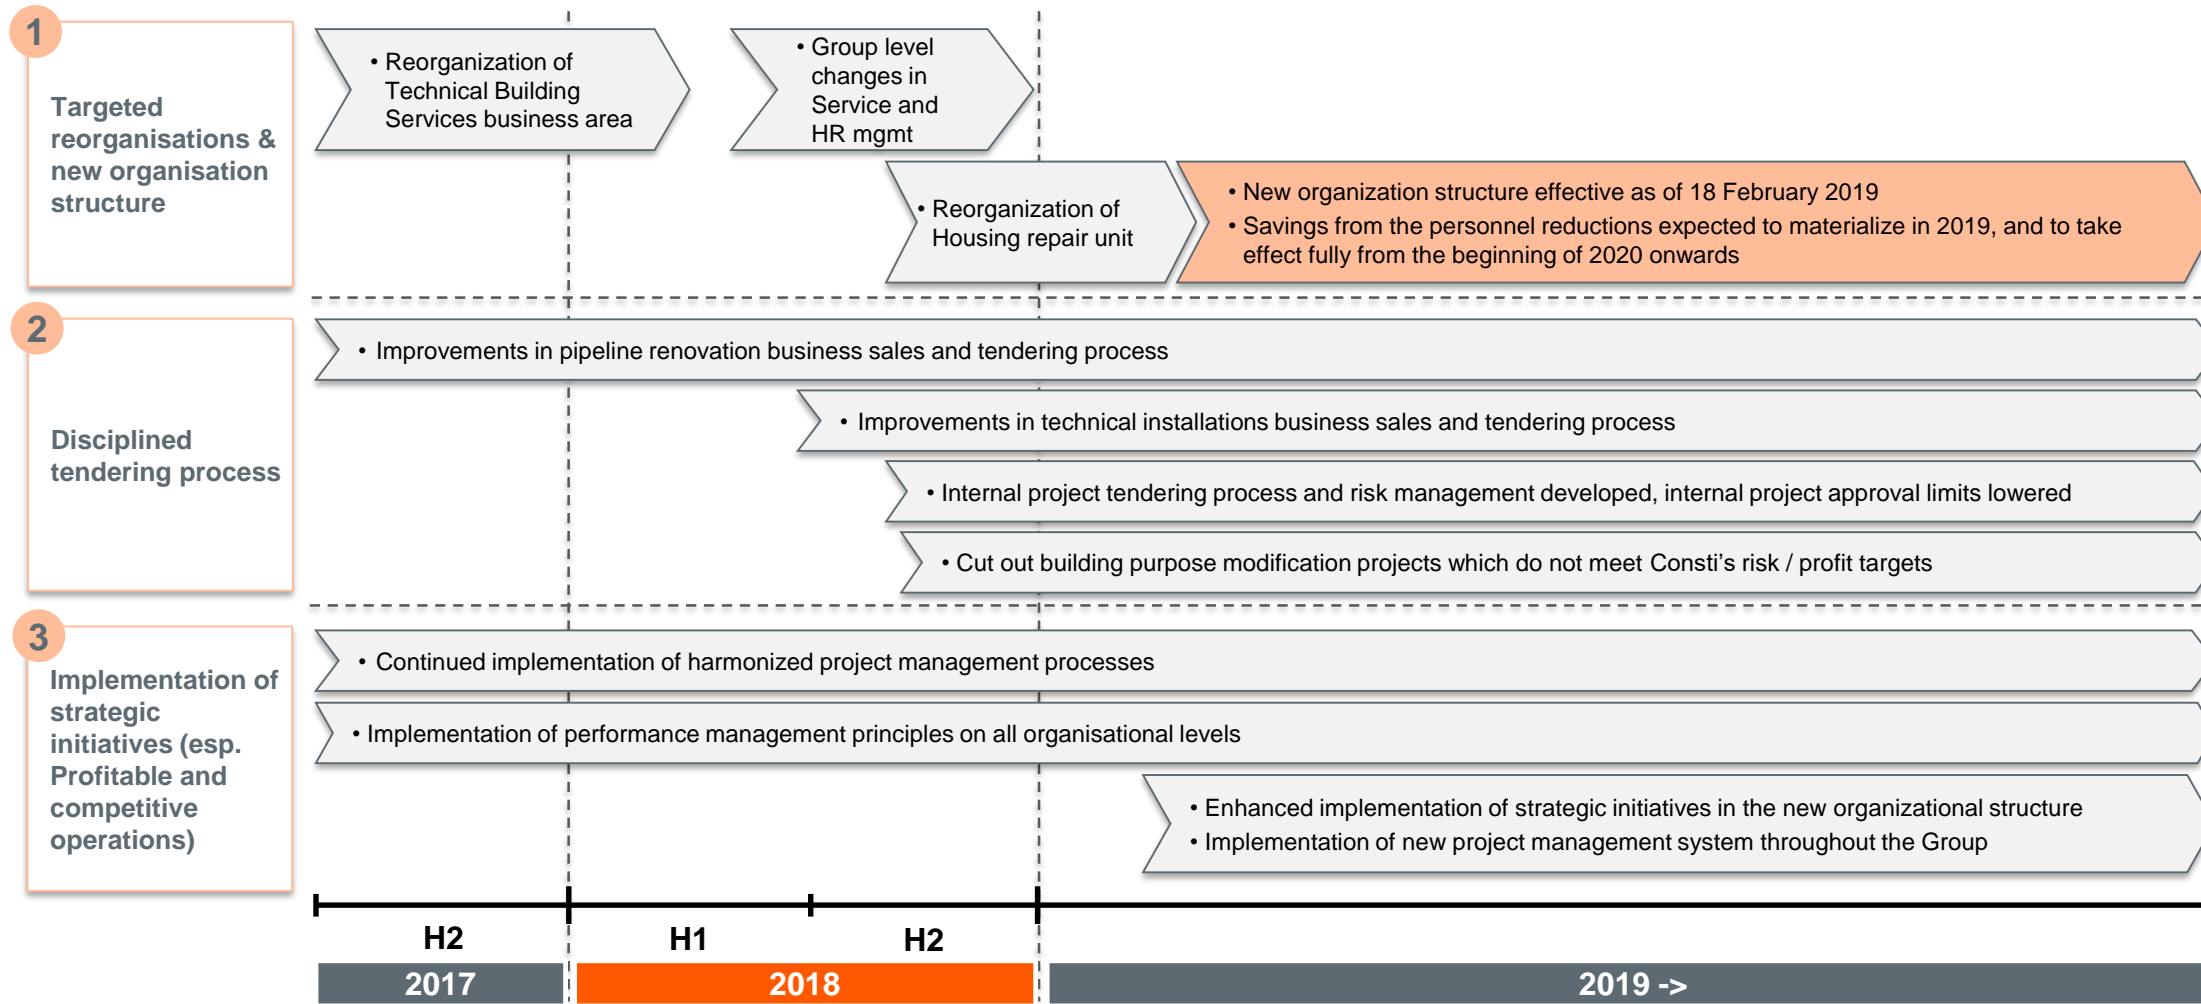 1
Targeted
reorganisations &
new organisation
structure
• Reorganization of
Technical Building
Services business area
• Group level
changes in
Service and
HR mgmt
• Reorganization of
Housing repair unit
• New organization structure effective as of 18 February 2019
• Savings from the personnel reductions expected to materialize in 2019, and to take
effect fully from the beginning of 2020 onwards
2
Disciplined
tendering process
• Improvements in pipeline renovation business sales and tendering process
• Improvements in technical installations business sales and tendering process
• Internal project tendering process and risk management developed, internal project approval limits lowered
• Cut out building purpose modification projects which do not meet Consti’s risk / profit targets
3
Implementation of
strategic
initiatives (esp.
Profitable and
competitive
operations)
• Continued implementation of harmonized project management processes
• Implementation of performance management principles on all organisational levels
• Enhanced implementation of strategic initiatives in the new organizational structure
• Implementation of new project management system throughout the Group
H2
H1
H2
2017
2018
2019 ->